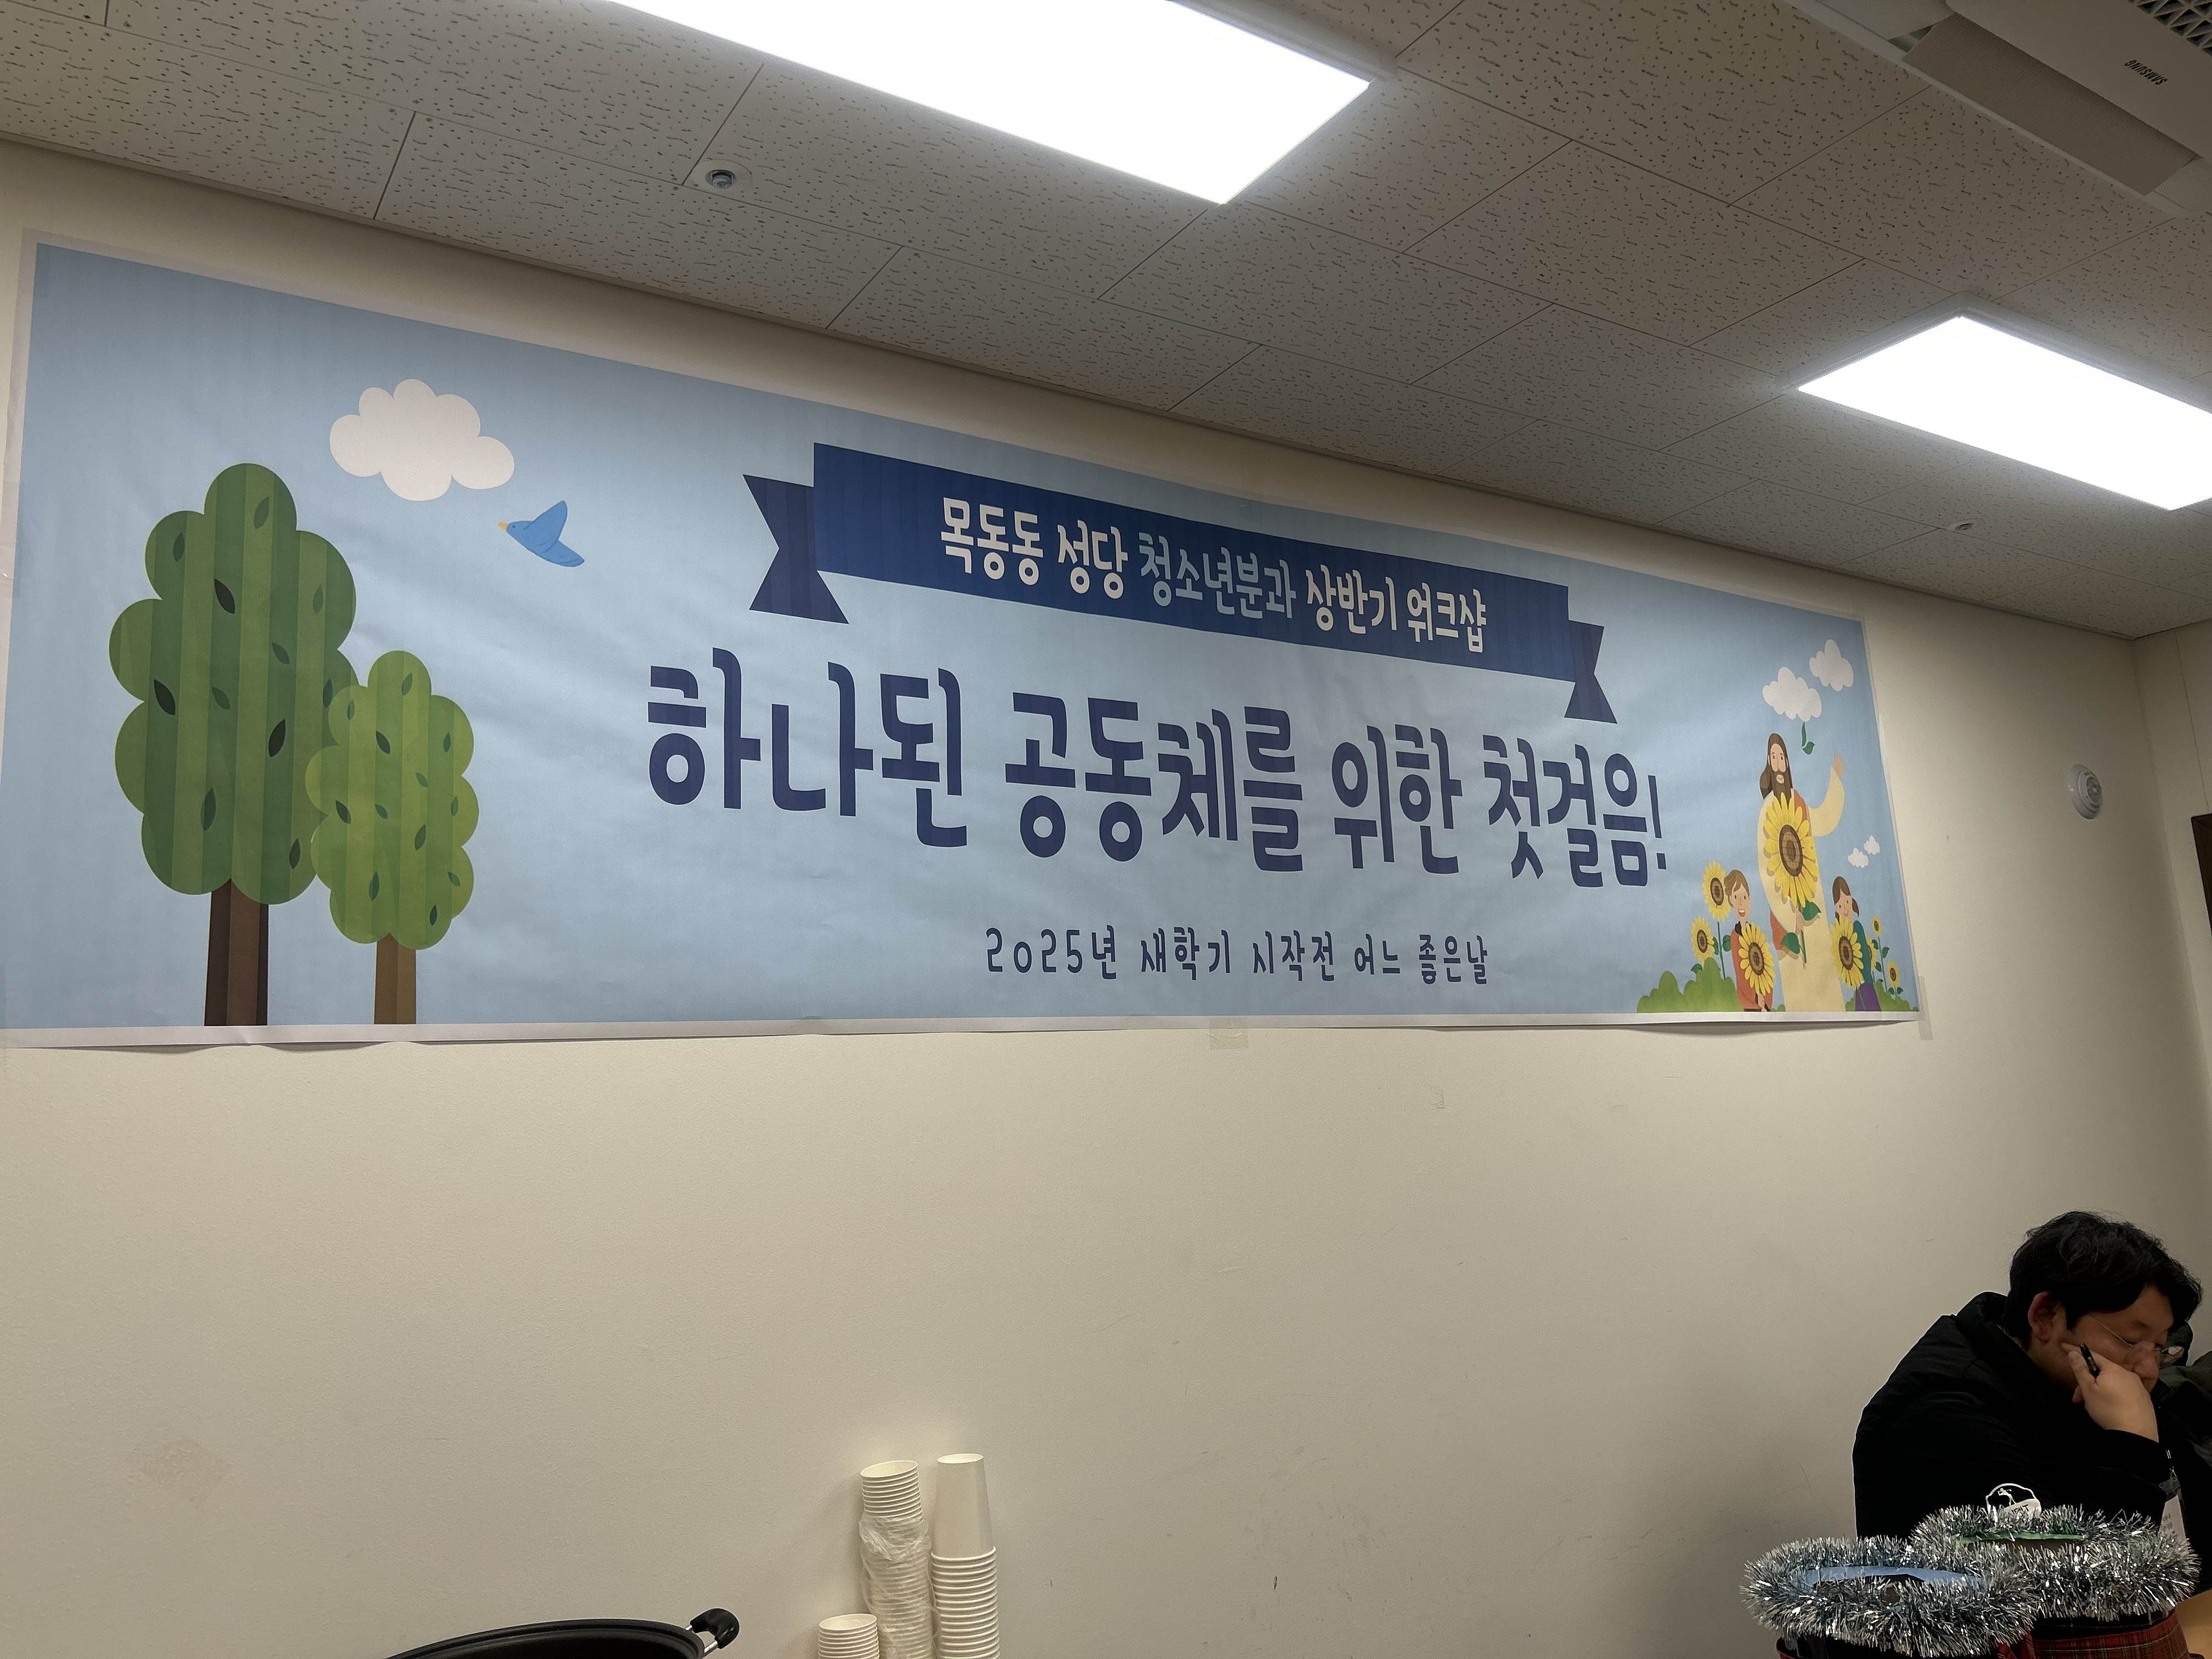 SAMSUNG
목동동 성당 청소년분과 상반기 워크샵
하나된 공동체를 위한 첫걸음!
2025년 새학기 시작전 어느 좋은날